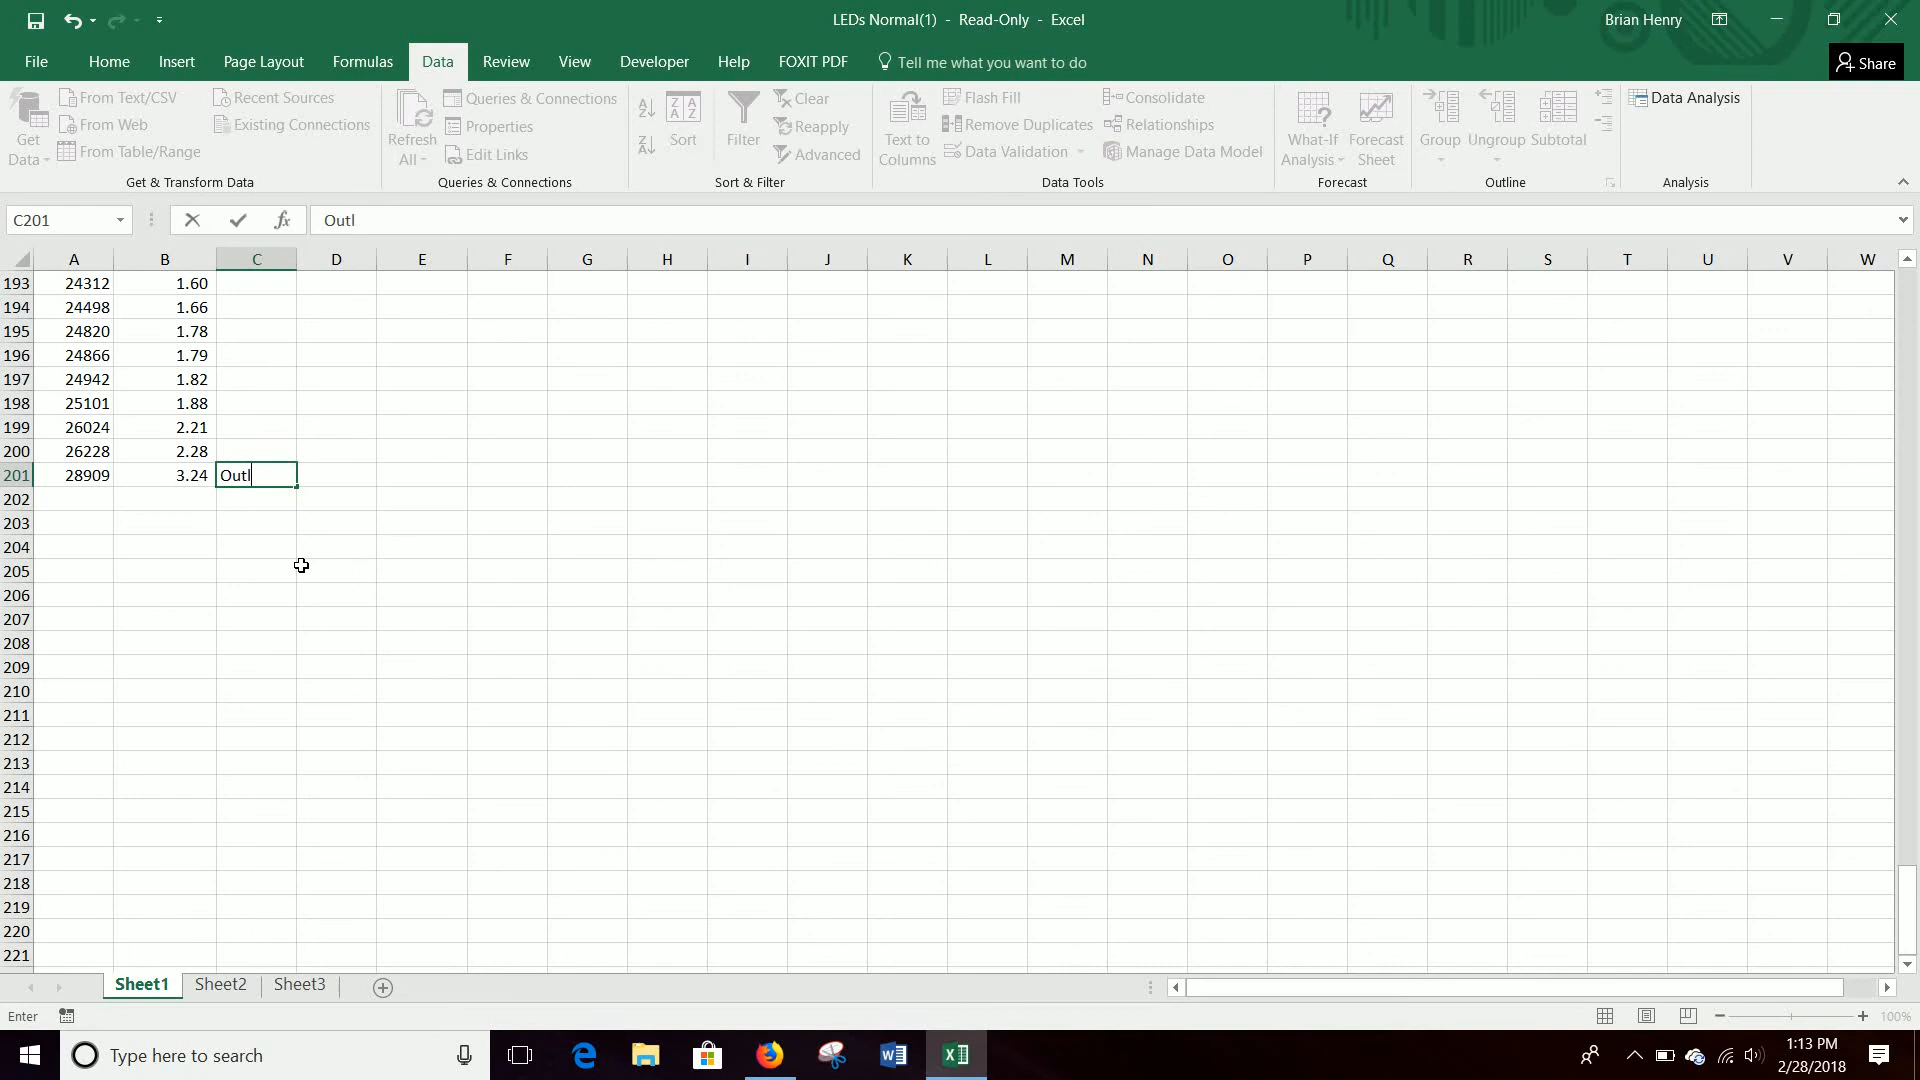 LEDs Normal(1) - Read-Only - Excel
Brian Henry
File Home Insert Page Layout Formulas Data Review View Developer Help FOXIT PDF Tell me what you want to do Share
Get Data
From Text/CSV
From Web
From Table/Range
Recent Sources
Existing Connections
Get & Transform Data
Refresh All
Queries & Connections
Properties
Edit Links
Queries & Connections
Sort
Filter
Clear
Reapply
Advanced
Sort & Filter
Text to Columns
Flash Fill
Remove Duplicates
Data Validation
Consolidate
Relationships
Manage Data Model
Data Tools
What-If Analysis
Forecast Sheet
Forecast
Group
Ungroup
Subtotal
Outline
Data Analysis
Analysis
C201 fx Outl
A B C D E F G H I J K L M N O P Q R S T U V W
193 24312 1.60
194 24498 1.66
195 24820 1.78
196 24866 1.79
197 24942 1.82
198 25101 1.88
199 26024 2.21
200 26228 2.28
201 28909 3.24 Outl
202
203
204
205
206
207
208
209
210
211
212
213
214
215
216
217
218
219
220
221
Sheet1 Sheet2 Sheet3
Enter 100%
Type here to search
1:13 PM
2/28/2018